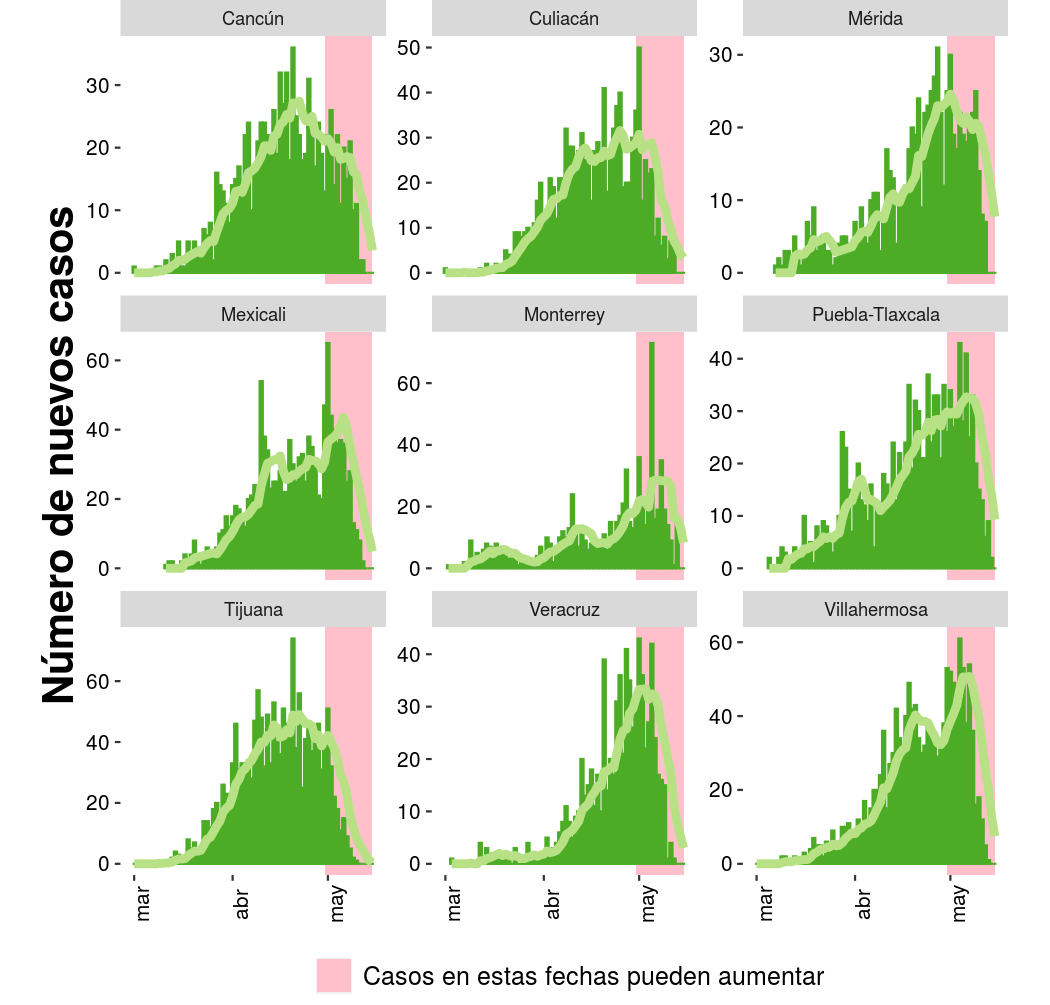 Número de nuevos casos
Cancún
0
10
20
30
Culiacán
0
10
20
30
40
50
Mérida
0
10
20
30
Mexicali
0
20
40
60
Monterrey
0
20
40
60
Puebla-Tlaxcala
0
10
20
30
40
Tijuana
0
20
40
60
Veracruz
0
10
20
30
40
Villahermosa
0
20
40
60
mar abr may
mar abr may
mar abr may
Casos en estas fechas pueden aumentar